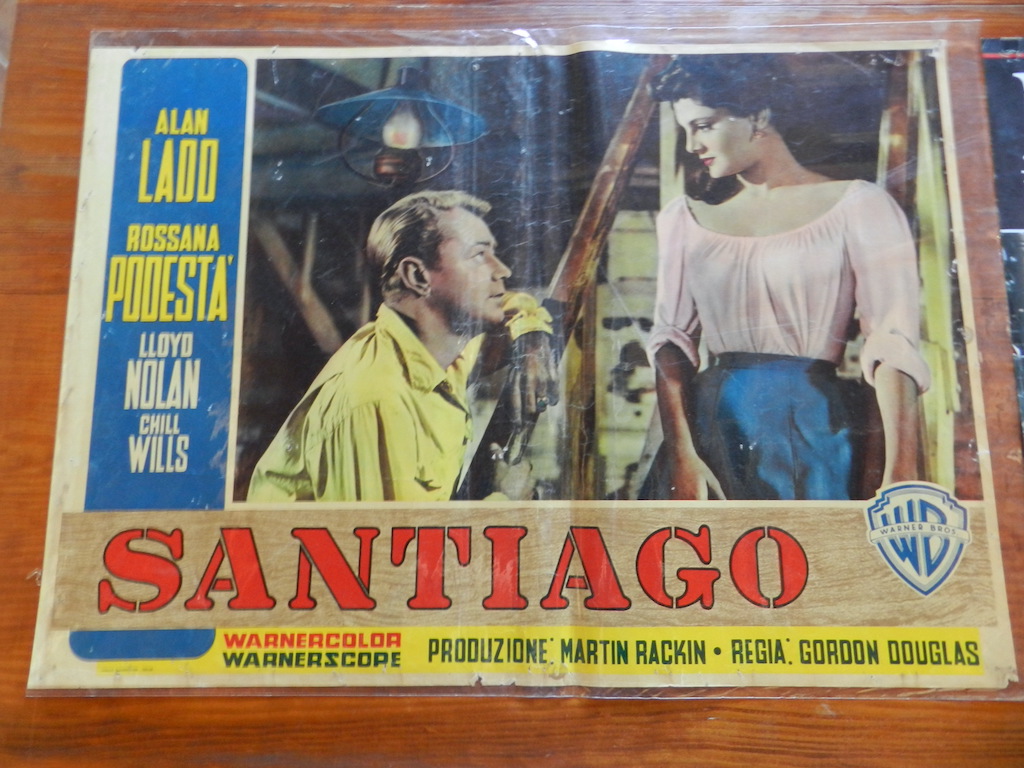 ALAN
LADD
ROSSANA
PODESTA'
LLOYD
NOLAN
CHILL
WILLS
SANTIAGO
WARNER BROS
WB
WARNERCOLOR
WARNERSCOPE
PRODUZIONE: MARTIN RACKIN • REGIA: GORDON DOUGLAS